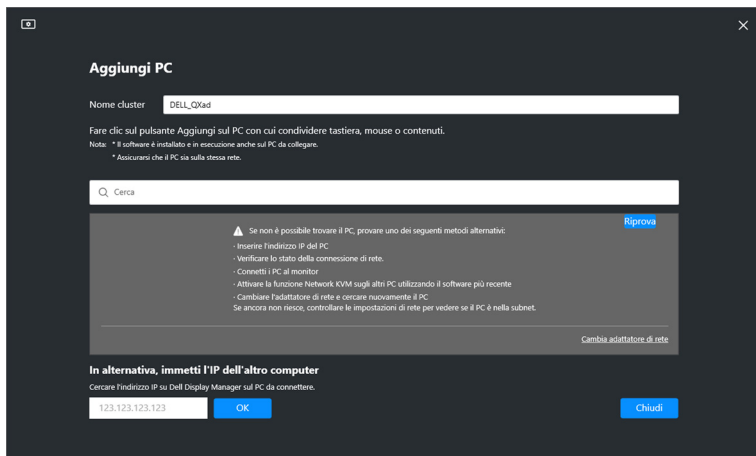 Aggiungi PC
Nome cluster DELL_QXad
Fare clic sul pulsante Aggiungi sul PC con cui condividere tastiera, mouse o contenuti.
Nota: * Il software è installato e in esecuzione anche sul PC da collegare.
* Assicurarsi che il PC sia sulla stessa rete.
Cerca
Riprova
Se non è possibile trovare il PC, provare uno dei seguenti metodi alternativi:
· Inserire l'indirizzo IP del PC
· Verificare lo stato della connessione di rete.
· Connetti i PC al monitor
· Attivare la funzione Network KVM sugli altri PC utilizzando il software più recente
· Cambiare l'adattatore di rete e cercare nuovamente il PC
Se ancora non riesce, controllare le impostazioni di rete per vedere se il PC è nella subnet.
Cambia adattatore di rete
In alternativa, immetti l'IP dell'altro computer
Cercare l'indirizzo IP su Dell Display Manager sul PC da connettere.
123.123.123.123 OK Chiudi